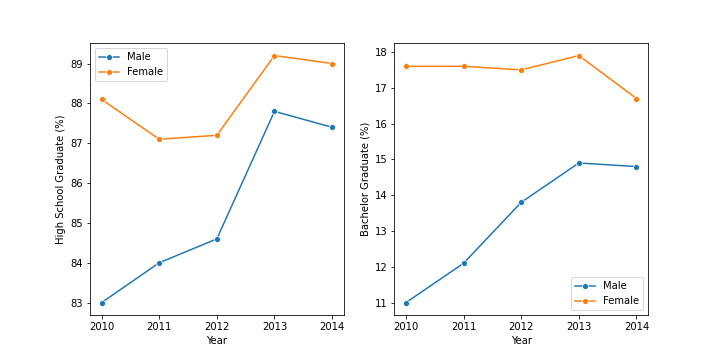 Male
Female
89
88
87
86
85
84
83
High School Graduate (%)
2010 2011 2012 2013 2014
Year
18
17
16
15
14
13
12
11
Bachelor Graduate (%)
Male
Female
2010 2011 2012 2013 2014
Year